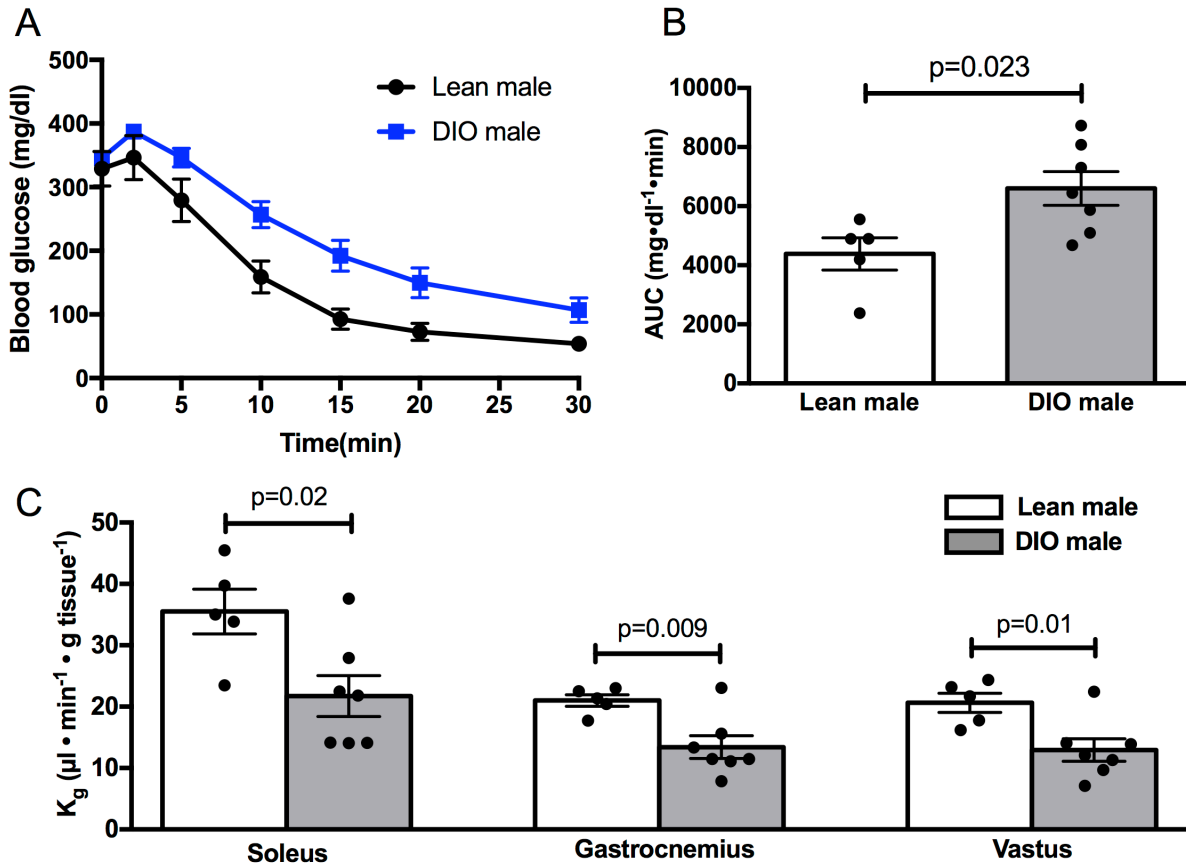 A
Blood glucose (mg/dl)
500
400
300
200
100
0
0 5 10 15 20 25 30
Time(min)
Lean male
DIO male
B
p=0.023
AUC (mg•dl⁻¹•min)
10000
8000
6000
4000
2000
0
Lean male DIO male
C
Kg (µl • min⁻¹ • g tissue⁻¹)
50
40
30
20
10
0
p=0.02
p=0.009
p=0.01
Lean male
DIO male
Soleus Gastrocnemius Vastus